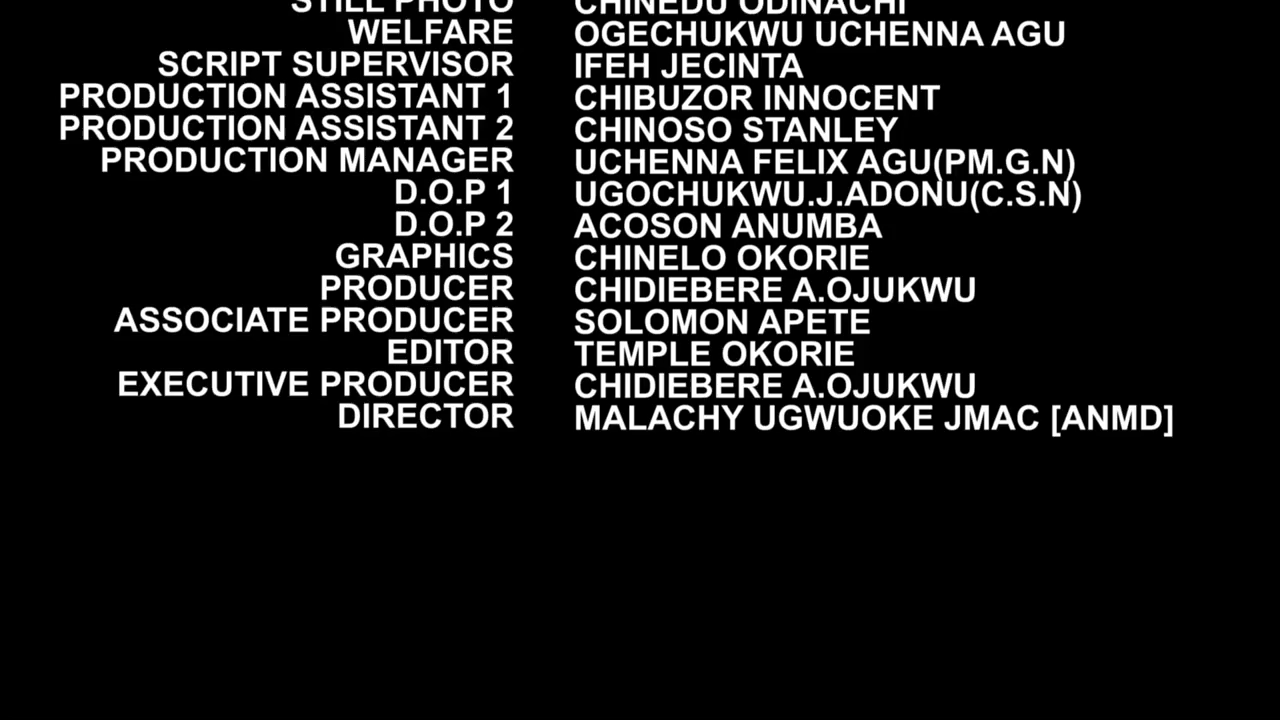 STILL PHOTO CHINEDU ODINACHI
WELFARE OGECHUKWU UCHENNA AGU
SCRIPT SUPERVISOR IFEH JECINTA
PRODUCTION ASSISTANT 1 CHIBUZOR INNOCENT
PRODUCTION ASSISTANT 2 CHINOSO STANLEY
PRODUCTION MANAGER UCHENNA FELIX AGU(PM.G.N)
D.O.P 1 UGOCHUKWU.J.ADONU(C.S.N)
D.O.P 2 ACOSON ANUMBA
GRAPHICS CHINELO OKORIE
PRODUCER CHIDIEBERE A.OJUKWU
ASSOCIATE PRODUCER SOLOMON APETE
EDITOR TEMPLE OKORIE
EXECUTIVE PRODUCER CHIDIEBERE A.OJUKWU
DIRECTOR MALACHY UGWUOKE JMAC [ANMD]